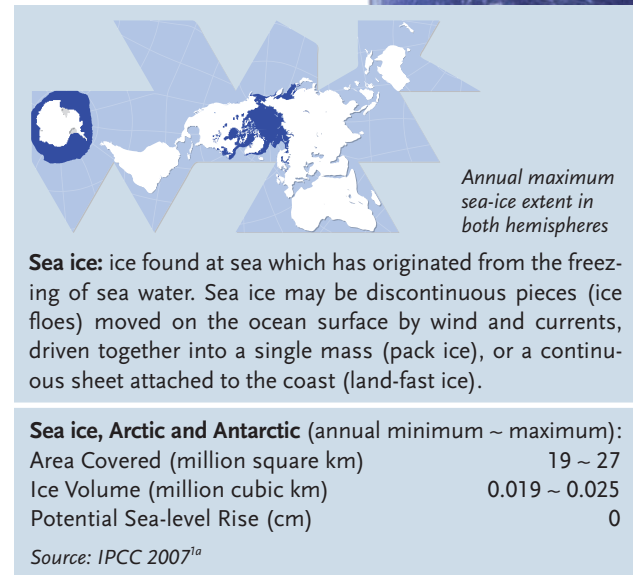 Annual maximum
sea-ice extent in
both hemispheres
Sea ice: ice found at sea which has originated from the freez-
ing of sea water. Sea ice may be discontinuous pieces (ice
floes) moved on the ocean surface by wind and currents,
driven together into a single mass (pack ice), or a continu-
ous sheet attached to the coast (land-fast ice).
Sea ice, Arctic and Antarctic (annual minimum ~ maximum):
Area Covered (million square km) 19 ~ 27
Ice Volume (million cubic km) 0.019 ~ 0.025
Potential Sea-level Rise (cm) 0
Source: IPCC 2007¹ᵃ